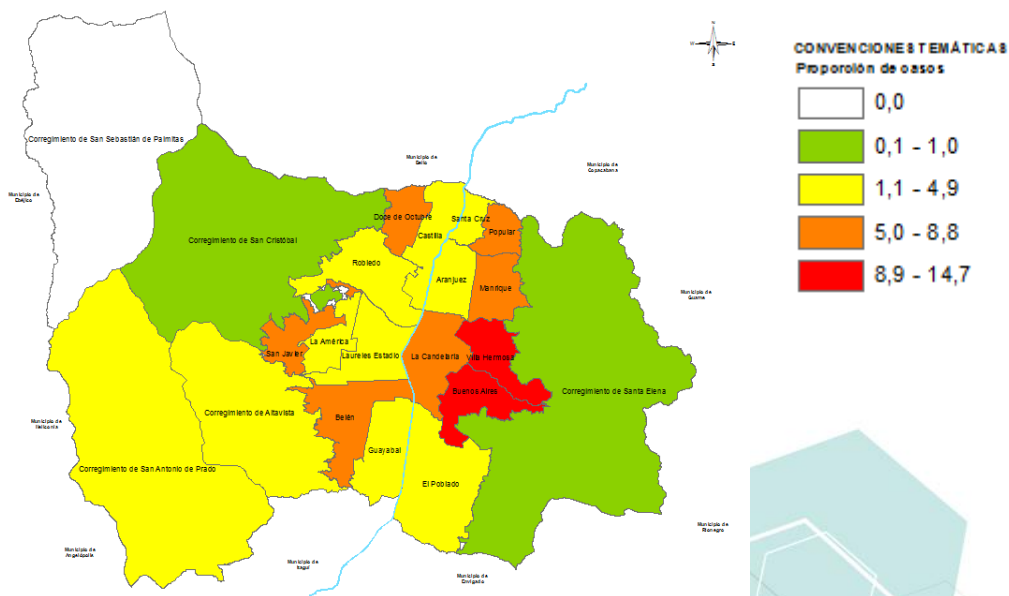 N
W
E
S
CONVENCIONES TEMÁTICAS
Proporción de casos
0,0
0,1 - 1,0
1,1 - 4,9
5,0 - 8,8
8,9 - 14,7
Corregimiento de San Sebastián de Palmitas
Municipio de
Bello
Municipio de
Copacabana
Municipio de
Ebéjico
Doce de Octubre
Santa Cruz
Castilla
Popular
Corregimiento de San Cristóbal
Robledo
Aranjuez
Manrique
Municipio de
Guarne
La América
San Javier
Laureles Estadio
La Candelaria
Villa Hermosa
Buenos Aires
Corregimiento de Santa Elena
Corregimiento de Altavista
Belén
Municipio de
Heliconia
Guayabal
Corregimiento de San Antonio de Prado
El Poblado
Municipio de
Rionegro
Municipio de
Angelópolis
Municipio de
Itagüí
Municipio de
Envigado